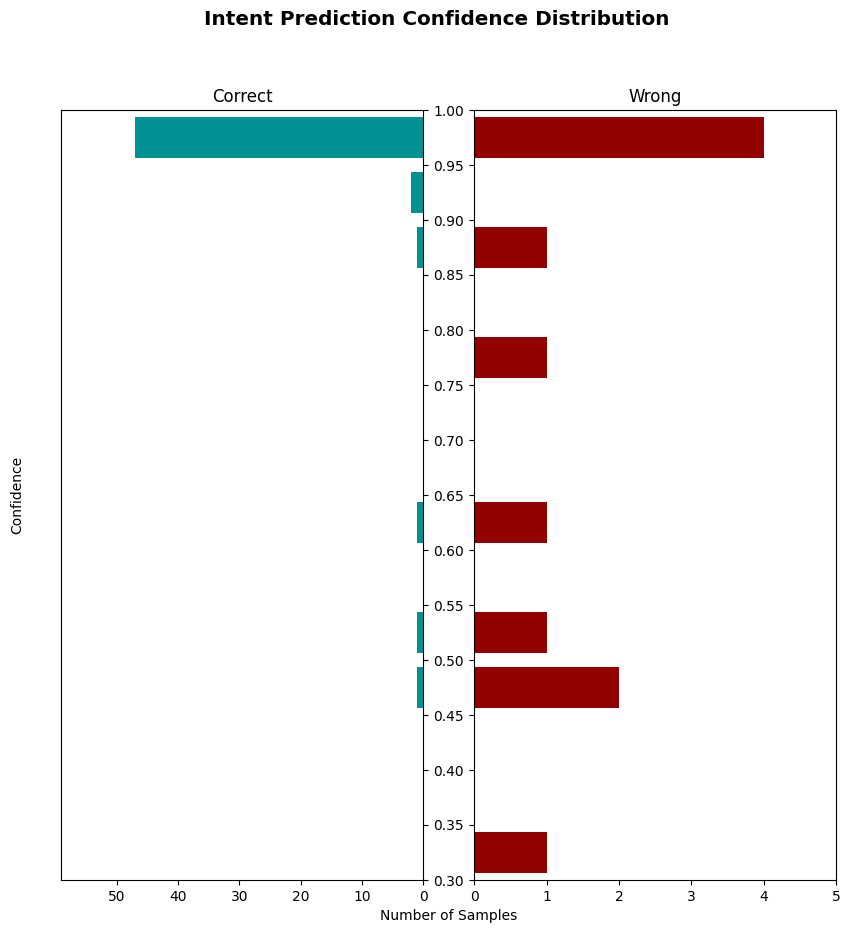 Intent Prediction Confidence Distribution
Correct
Wrong
1.00
0.95
0.90
0.85
0.80
0.75
0.70
0.65
0.60
0.55
0.50
0.45
0.40
0.35
0.30
Confidence
50 40 30 20 10 0
0 1 2 3 4 5
Number of Samples